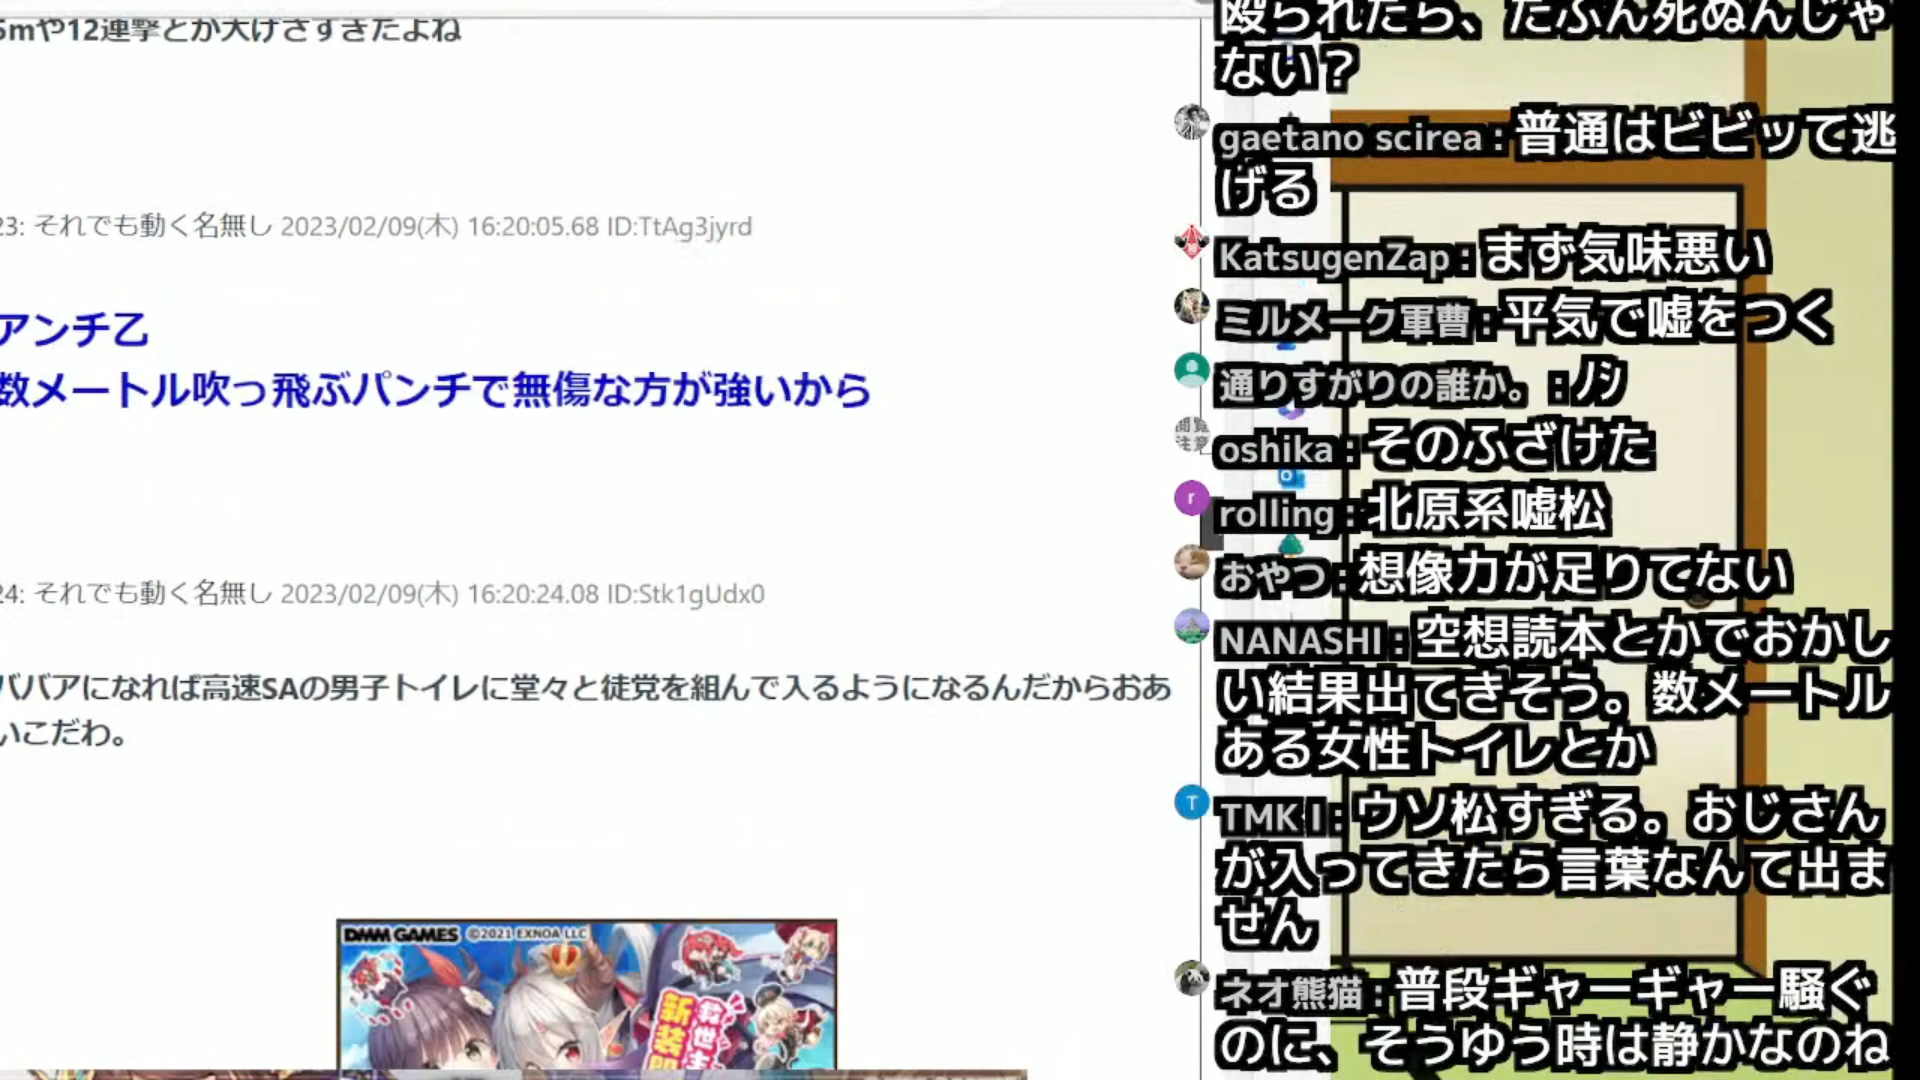 5mや12連撃とか大げさすぎたよね
23: それでも動く名無し 2023/02/09(木) 16:20:05.68 ID:TtAg3jyrd
アンチ乙
数メートル吹っ飛ぶパンチで無傷な方が強いから
24: それでも動く名無し 2023/02/09(木) 16:20:24.08 ID:Stk1gUdx0
ババアになれば高速SAの男子トイレに堂々と徒党を組んで入るようになるんだからおあ
いこだわ。
DMM GAMES ©2021 EXNOA LLC
救世主
新装開
殴られたら、たぶん死ぬんじゃ
ない?
gaetano scirea : 普通はビビッて逃
げる
KatsugenZap : まず気味悪い
ミルメーク軍曹 : 平気で嘘をつく
通りすがりの誰か。 : ﾉｼ
閲覧
注意
oshika : そのふざけた
r
rolling : 北原系嘘松
おやつ : 想像力が足りてない
NANASHI : 空想読本とかでおかし
い結果出てきそう。数メートル
ある女性トイレとか
T
TMK I : ウソ松すぎる。おじさん
が入ってきたら言葉なんて出ま
せん
ネオ熊猫 : 普段ギャーギャー騒ぐ
のに、そうゆう時は静かなのね